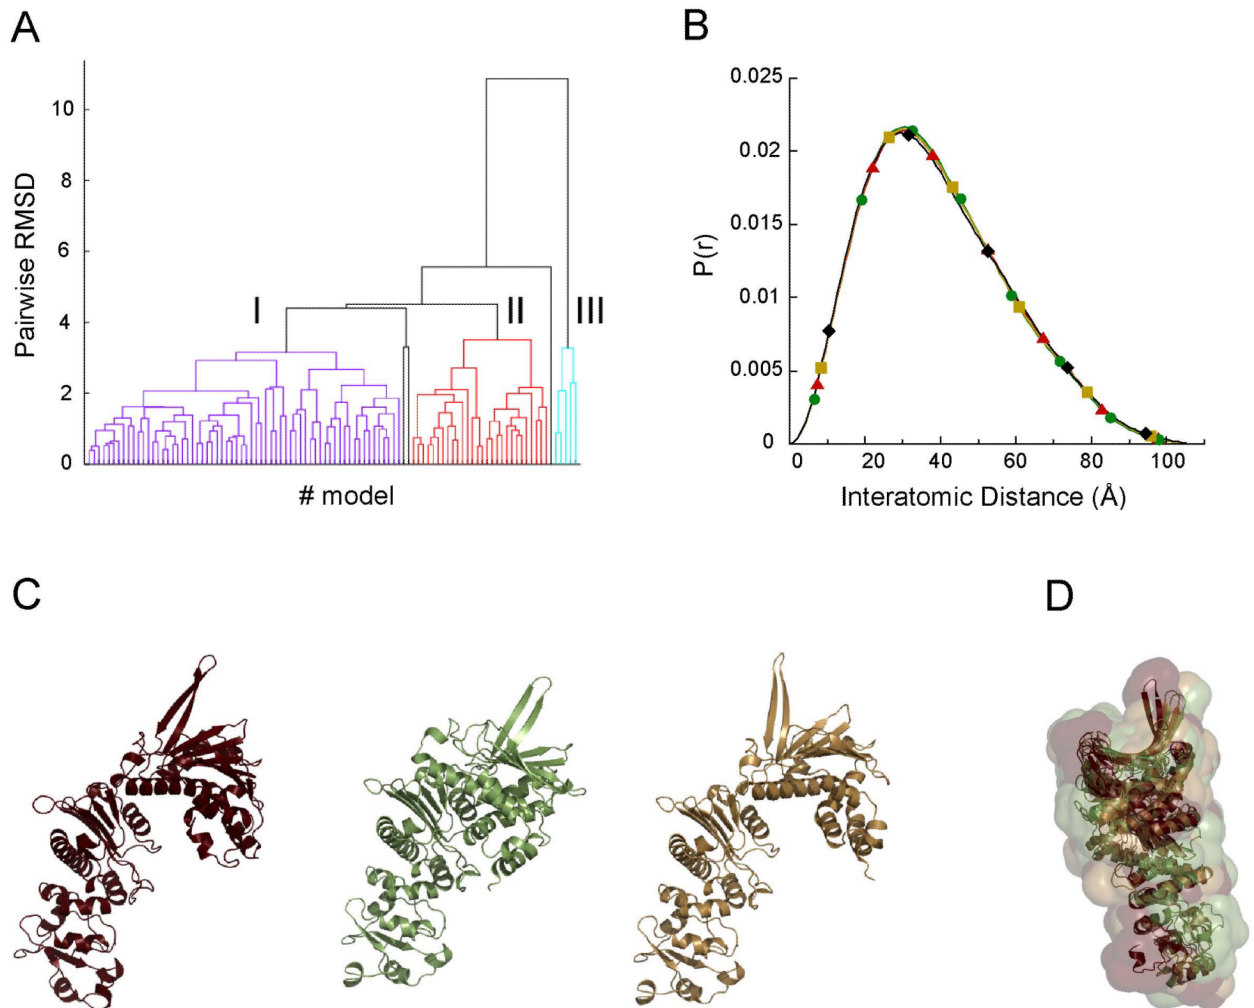 A
Pairwise RMSD
10
8
6
4
2
0
I
II
III
# model
B
P(r)
0.025
0.02
0.015
0.01
0.005
0
0 20 40 60 80 100
Interatomic Distance (Å)
C
D